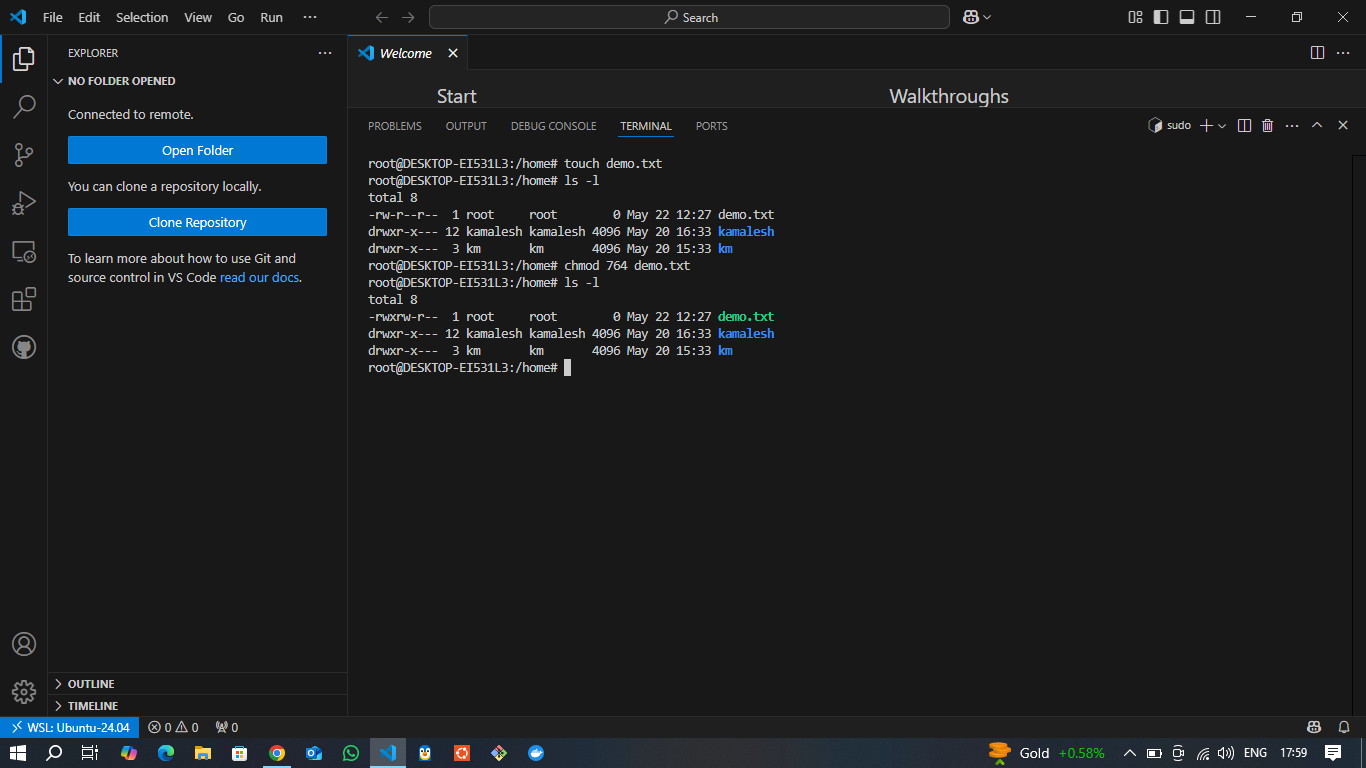 File Edit Selection View Go Run ··· Search
EXPLORER ···
NO FOLDER OPENED
Connected to remote.
Open Folder
You can clone a repository locally.
Clone Repository
To learn more about how to use Git and
source control in VS Code read our docs.
OUTLINE
TIMELINE
Welcome
Start Walkthroughs
PROBLEMS OUTPUT DEBUG CONSOLE TERMINAL PORTS sudo
root@DESKTOP-EI531L3:/home# touch demo.txt
root@DESKTOP-EI531L3:/home# ls -l
total 8
-rw-r--r--  1 root     root        0 May 22 12:27 demo.txt
drwxr-x--- 12 kamalesh kamalesh 4096 May 20 16:33 kamalesh
drwxr-x---  3 km       km       4096 May 20 15:33 km
root@DESKTOP-EI531L3:/home# chmod 764 demo.txt
root@DESKTOP-EI531L3:/home# ls -l
total 8
-rwxrw-r--  1 root     root        0 May 22 12:27 demo.txt
drwxr-x--- 12 kamalesh kamalesh 4096 May 20 16:33 kamalesh
drwxr-x---  3 km       km       4096 May 20 15:33 km
root@DESKTOP-EI531L3:/home#
WSL: Ubuntu-24.04 0 0 0
Gold +0.58% ENG 17:59